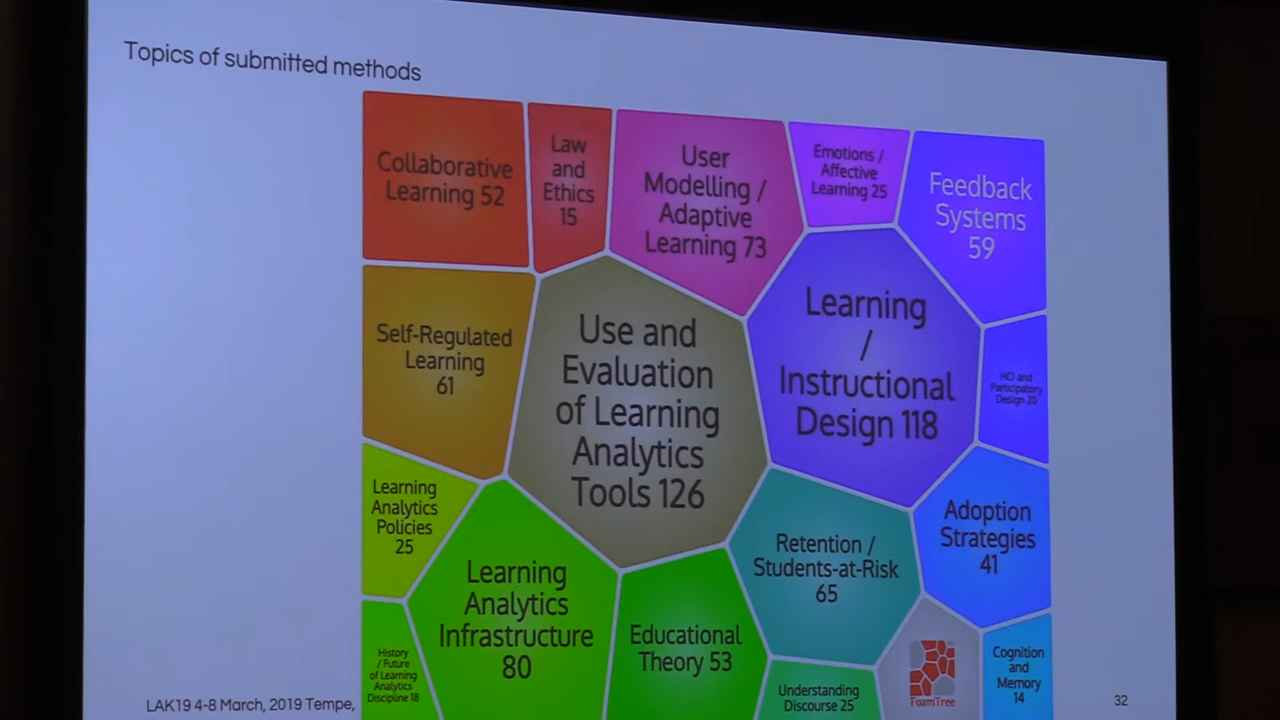 Topics of submitted methods
Collaborative
Learning 52
Law
and
Ethics
15
User
Modelling /
Adaptive
Learning 73
Emotions /
Affective
Learning 25
Feedback
Systems
59
Self-Regulated
Learning
61
Use and
Evaluation
of Learning
Analytics
Tools 126
Learning
/
Instructional
Design 118
HCI and
Participatory
Design 20
Learning
Analytics
Policies
25
Learning
Analytics
Infrastructure
80
Educational
Theory 53
Retention /
Students-at-Risk
65
Adoption
Strategies
41
History
/ Future
of Learning
Analytics
Discipline 18
Understanding
Discourse 25
FoamTree
Cognition
and
Memory
14
LAK19 4-8 March, 2019 Tempe,
32